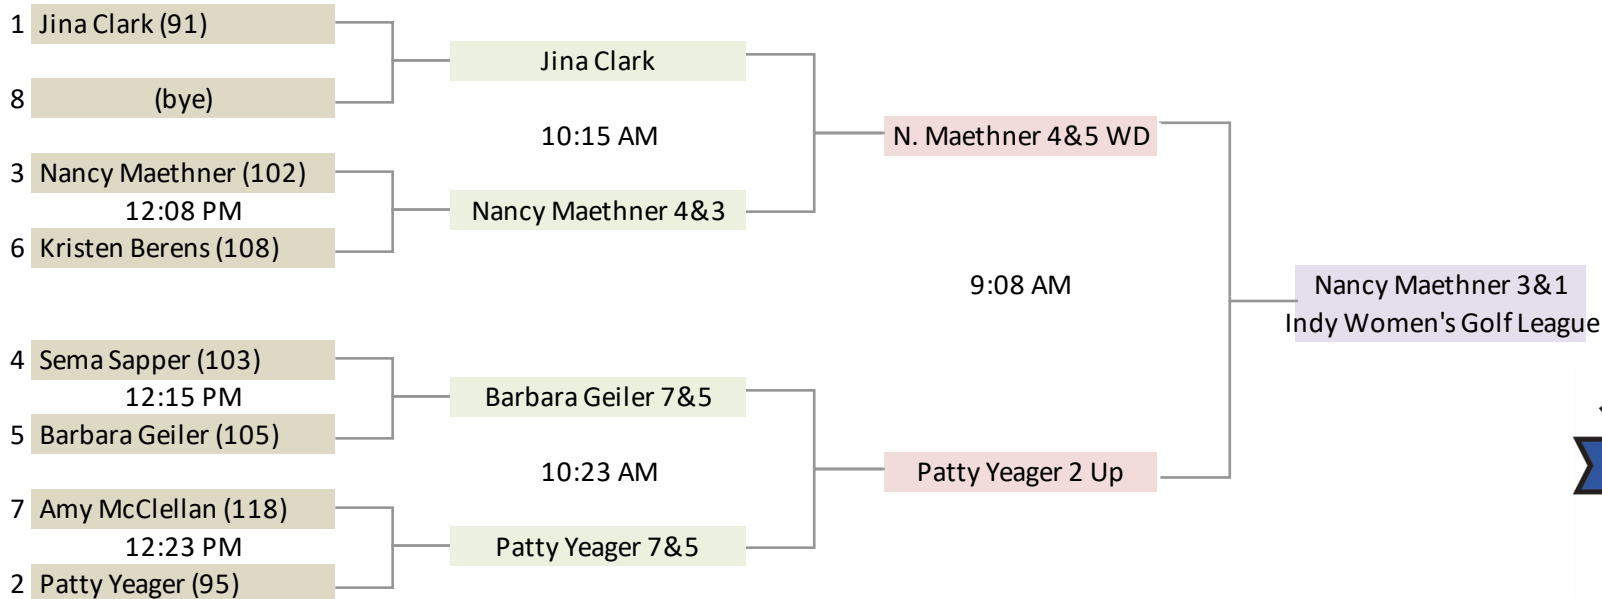 1 Jina Clark (91)
8 (bye)
3 Nancy Maethner (102)
12:08 PM
6 Kristen Berens (108)
4 Sema Sapper (103)
12:15 PM
5 Barbara Geiler (105)
7 Amy McClellan (118)
12:23 PM
2 Patty Yeager (95)
Jina Clark
10:15 AM
Nancy Maethner 4&3
Barbara Geiler 7&5
10:23 AM
Patty Yeager 7&5
N. Maethner 4&5 WD
9:08 AM
Patty Yeager 2 Up
Nancy Maethner 3&1
Indy Women's Golf League